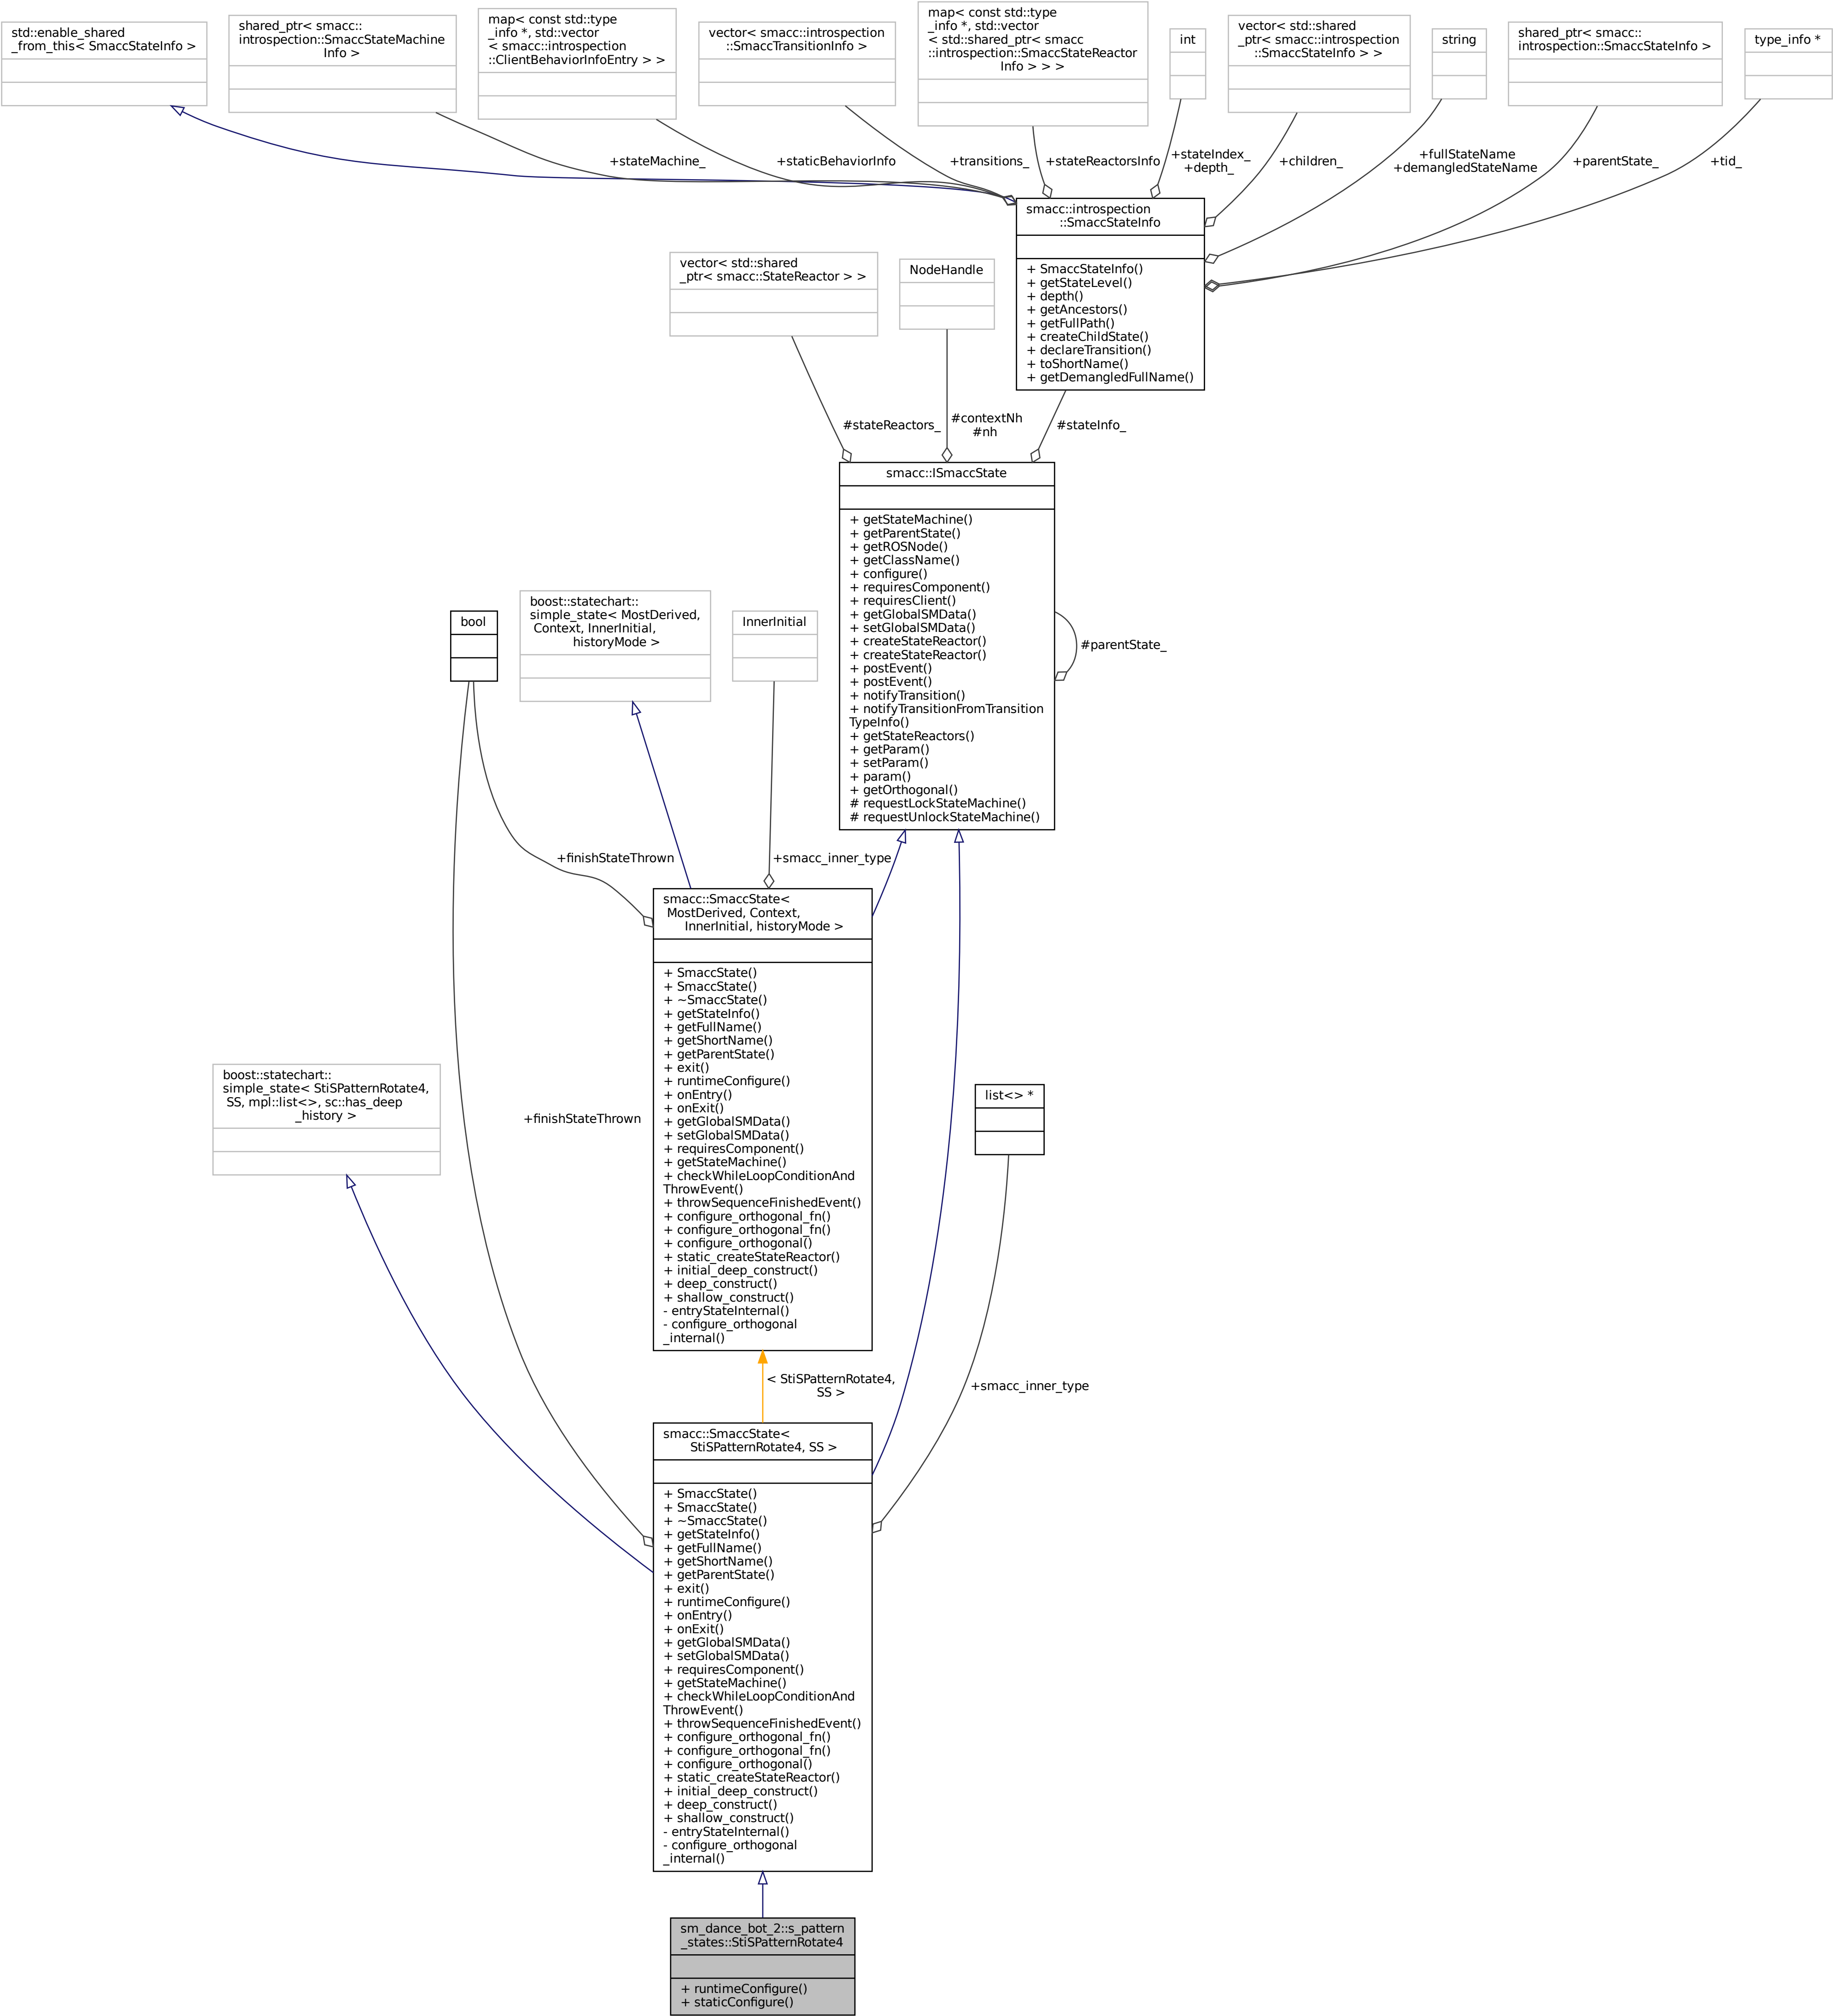 std::enable_shared
_from_this< SmaccStateInfo >
shared_ptr< smacc::
introspection::SmaccStateMachine
Info >
map< const std::type
_info *, std::vector
< smacc::introspection
::ClientBehaviorInfoEntry > >
vector< smacc::introspection
::SmaccTransitionInfo >
map< const std::type
_info *, std::vector
< std::shared_ptr< smacc
::introspection::SmaccStateReactor
Info > > >
int
vector< std::shared
_ptr< smacc::introspection
::SmaccStateInfo > >
string
shared_ptr< smacc::
introspection::SmaccStateInfo >
type_info *
+stateMachine_
+staticBehaviorInfo
+transitions_
+stateReactorsInfo
+stateIndex_
+depth_
+children_
+fullStateName
+demangledStateName
+parentState_
+tid_
smacc::introspection
::SmaccStateInfo
+ SmaccStateInfo()
+ getStateLevel()
+ depth()
+ getAncestors()
+ getFullPath()
+ createChildState()
+ declareTransition()
+ toShortName()
+ getDemangledFullName()
vector< std::shared
_ptr< smacc::StateReactor > >
NodeHandle
#stateReactors_
#contextNh
#nh
#stateInfo_
smacc::ISmaccState
+ getStateMachine()
+ getParentState()
+ getROSNode()
+ getClassName()
+ configure()
+ requiresComponent()
+ requiresClient()
+ getGlobalSMData()
+ setGlobalSMData()
+ createStateReactor()
+ createStateReactor()
+ postEvent()
+ postEvent()
+ notifyTransition()
+ notifyTransitionFromTransition
TypeInfo()
+ getStateReactors()
+ getParam()
+ setParam()
+ param()
+ getOrthogonal()
# requestLockStateMachine()
# requestUnlockStateMachine()
#parentState_
bool
boost::statechart::
simple_state< MostDerived,
Context, InnerInitial,
historyMode >
InnerInitial
+finishStateThrown
+smacc_inner_type
smacc::SmaccState<
MostDerived, Context,
InnerInitial, historyMode >
+ SmaccState()
+ SmaccState()
+ ~SmaccState()
+ getStateInfo()
+ getFullName()
+ getShortName()
+ getParentState()
+ exit()
+ runtimeConfigure()
+ onEntry()
+ onExit()
+ getGlobalSMData()
+ setGlobalSMData()
+ requiresComponent()
+ getStateMachine()
+ checkWhileLoopConditionAnd
ThrowEvent()
+ throwSequenceFinishedEvent()
+ configure_orthogonal_fn()
+ configure_orthogonal_fn()
+ configure_orthogonal()
+ static_createStateReactor()
+ initial_deep_construct()
+ deep_construct()
+ shallow_construct()
- entryStateInternal()
- configure_orthogonal
_internal()
boost::statechart::
simple_state< StiSPatternRotate4,
SS, mpl::list<>, sc::has_deep
_history >
+finishStateThrown
list<> *
< StiSPatternRotate4,
SS >
+smacc_inner_type
smacc::SmaccState<
StiSPatternRotate4, SS >
+ SmaccState()
+ SmaccState()
+ ~SmaccState()
+ getStateInfo()
+ getFullName()
+ getShortName()
+ getParentState()
+ exit()
+ runtimeConfigure()
+ onEntry()
+ onExit()
+ getGlobalSMData()
+ setGlobalSMData()
+ requiresComponent()
+ getStateMachine()
+ checkWhileLoopConditionAnd
ThrowEvent()
+ throwSequenceFinishedEvent()
+ configure_orthogonal_fn()
+ configure_orthogonal_fn()
+ configure_orthogonal()
+ static_createStateReactor()
+ initial_deep_construct()
+ deep_construct()
+ shallow_construct()
- entryStateInternal()
- configure_orthogonal
_internal()
sm_dance_bot_2::s_pattern
_states::StiSPatternRotate4
+ runtimeConfigure()
+ staticConfigure()